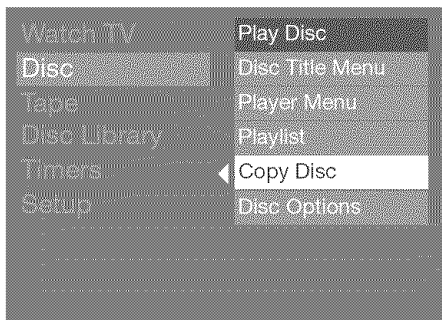 Watch TV
Disc
Tape
Disc Library
Timers
Setup
Play Disc
Disc Title Menu
Player Menu
Playlist
Copy Disc
Disc Options